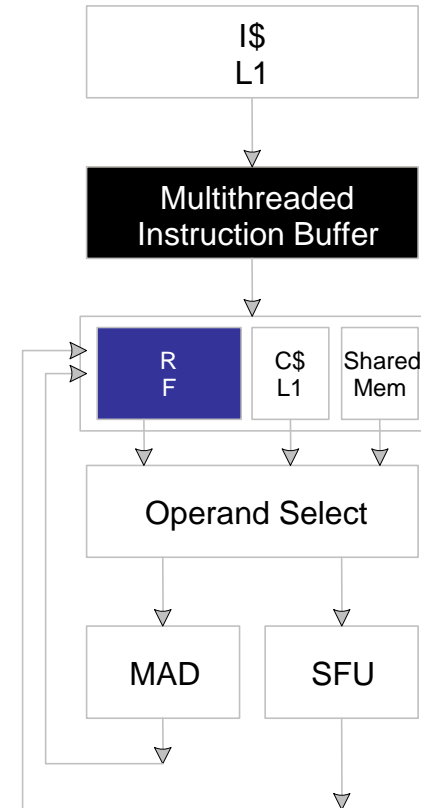 I$
L1
Multithreaded
Instruction Buffer
R
F
C$
L1
Shared
Mem
Operand Select
MAD
SFU